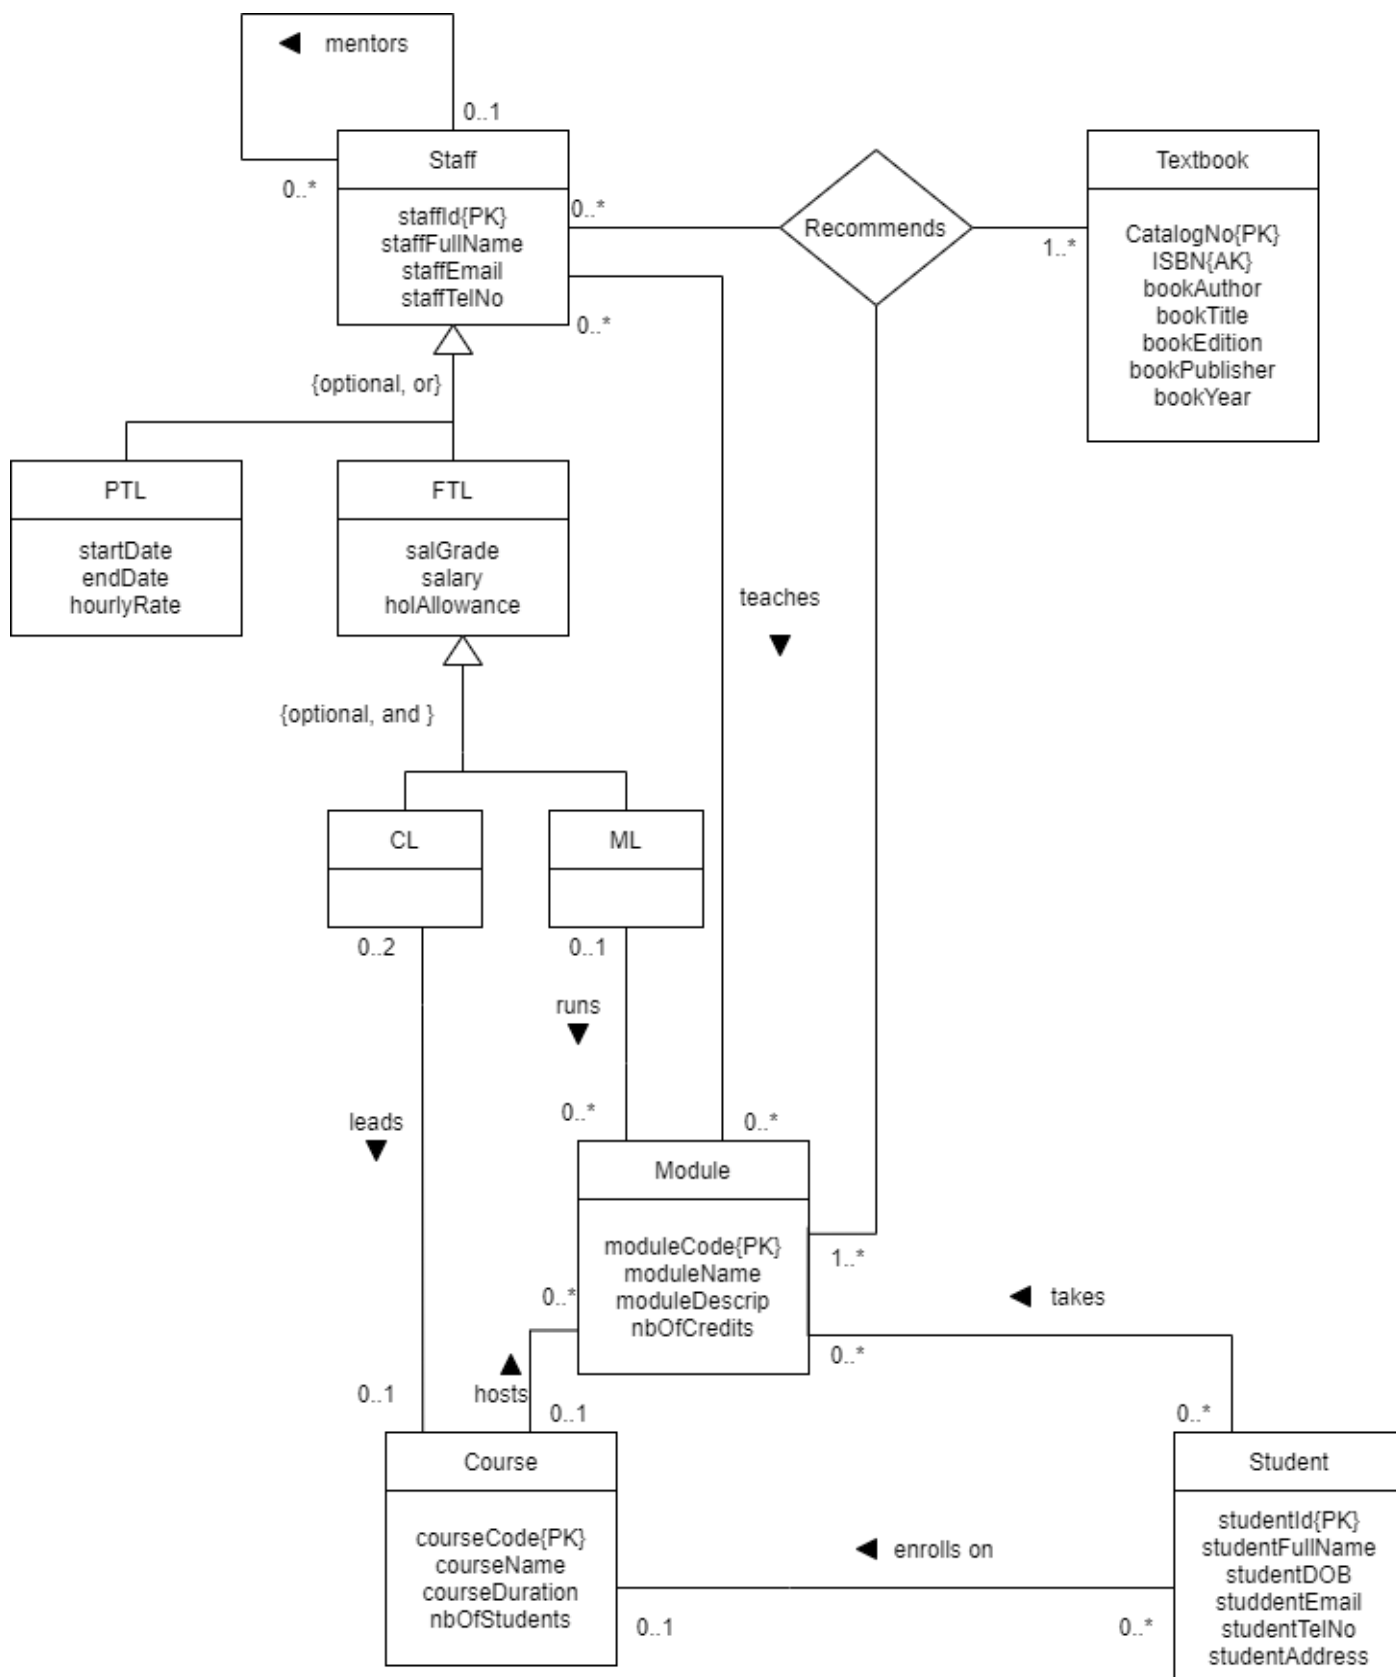 mentors
0..1
Staff
0..*
staffId{PK}
staffFullName
staffEmail
staffTelNo
0..*
0..*
Recommends
1..*
Textbook
CatalogNo{PK}
ISBN{AK}
bookAuthor
bookTitle
bookEdition
bookPublisher
bookYear
{optional, or}
PTL
startDate
endDate
hourlyRate
FTL
salGrade
salary
holAllowance
teaches
{optional, and }
CL
ML
0..2
0..1
runs
leads
0..*
0..*
Module
moduleCode{PK}
moduleName
moduleDescrip
nbOfCredits
1..*
0..*
takes
0..*
hosts
0..1
0..1
0..*
Course
courseCode{PK}
courseName
courseDuration
nbOfStudents
enrolls on
0..1
0..*
Student
studentId{PK}
studentFullName
studentDOB
studdentEmail
studentTelNo
studentAddress